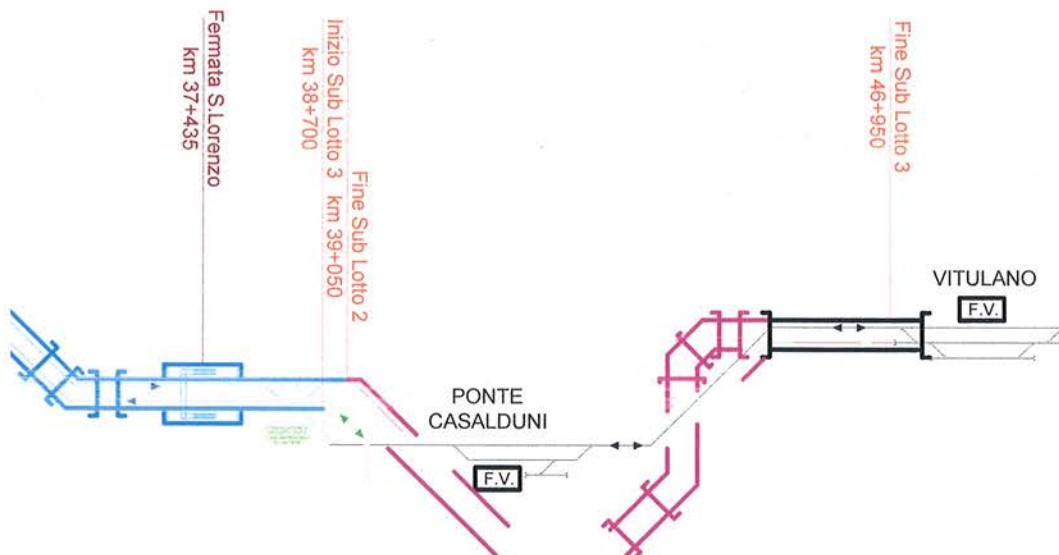 Fermata S.Lorenzo
km 37+435
Inizio Sub Lotto 3
km 38+700
Fine Sub Lotto 2
km 39+050
Fine Sub Lotto 3
km 46+950
VITULANO
F.V.
PONTE
CASALDUNI
F.V.